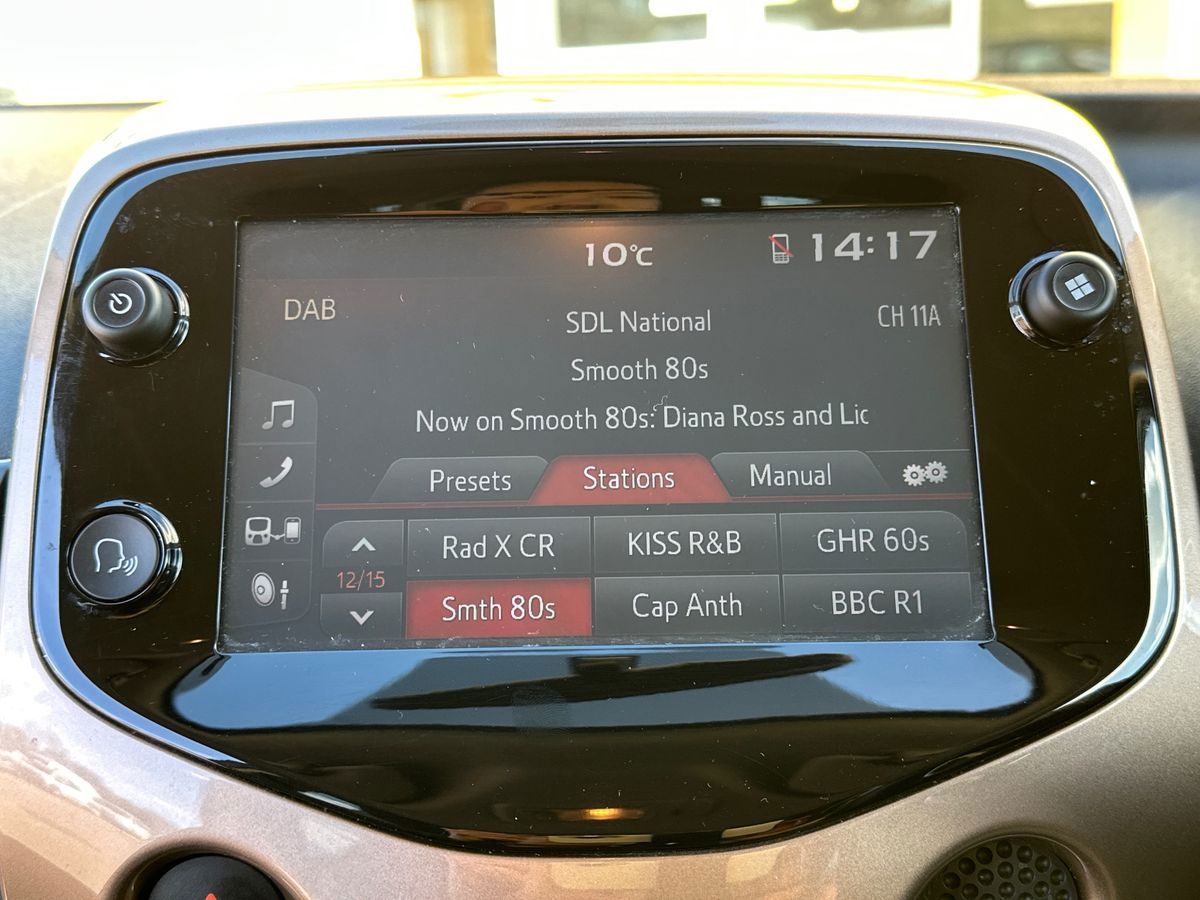 10°C 14:17
DAB SDL National CH 11A
Smooth 80s
Now on Smooth 80s: Diana Ross and Lic
Presets Stations Manual
Rad X CR KISS R&B GHR 60s
12/15
Smth 80s Cap Anth BBC R1